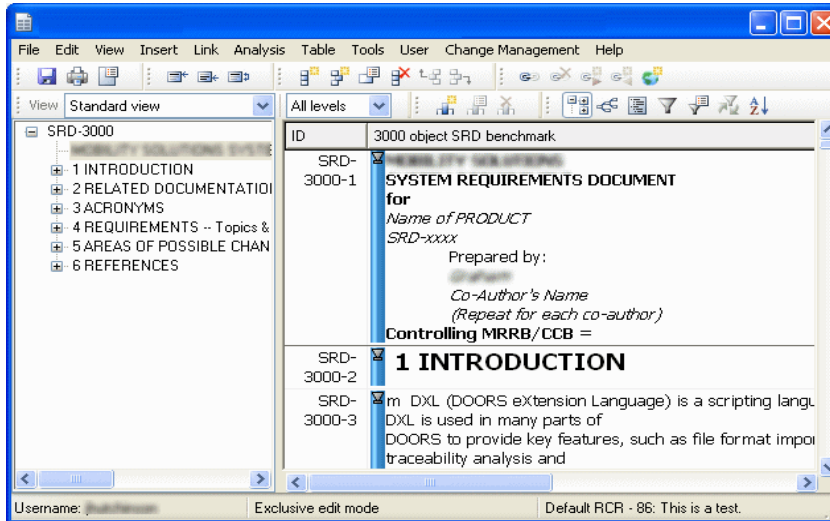 File Edit View Insert Link Analysis Table Tools User Change Management Help
View Standard view All levels
SRD-3000
1 INTRODUCTION
2 RELATED DOCUMENTATIO
3 ACRONYMS
4 REQUIREMENTS -- Topics &
5 AREAS OF POSSIBLE CHAN
6 REFERENCES
ID 3000 object SRD benchmark
SRD-
3000-1
MOBILITY SOLUTIONS
SYSTEM REQUIREMENTS DOCUMENT
for
Name of PRODUCT
SRD-xxxx
Prepared by:
Co-Author's Name
(Repeat for each co-author)
Controlling MRRB/CCB =
SRD-
3000-2
1 INTRODUCTION
SRD-
3000-3
m DXL (DOORS eXtension Language) is a scripting langu
DXL is used in many parts of
DOORS to provide key features, such as file format impor
traceability analysis and
Username:
Exclusive edit mode
Default RCR - 86: This is a test.